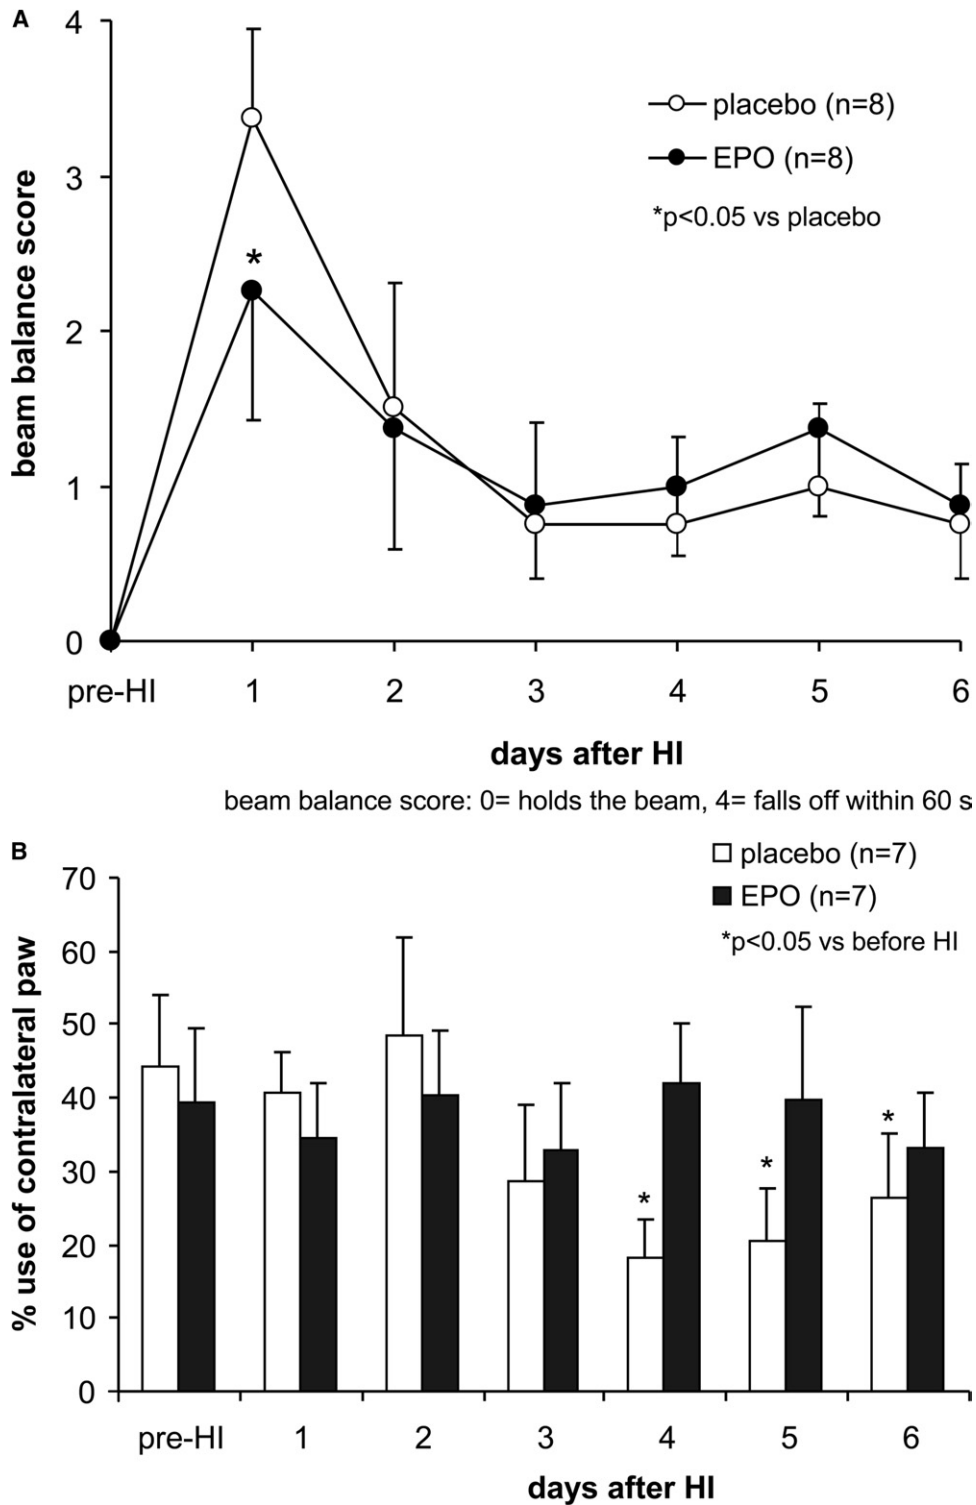 A
4
3
2
1
0
beam balance score
placebo (n=8)
EPO (n=8)
*p<0.05 vs placebo
*
pre-HI 1 2 3 4 5 6
days after HI
beam balance score: 0= holds the beam, 4= falls off within 60 s
B
70
60
50
40
30
20
10
0
% use of contralateral paw
placebo (n=7)
EPO (n=7)
*p<0.05 vs before HI
* * *
pre-HI 1 2 3 4 5 6
days after HI